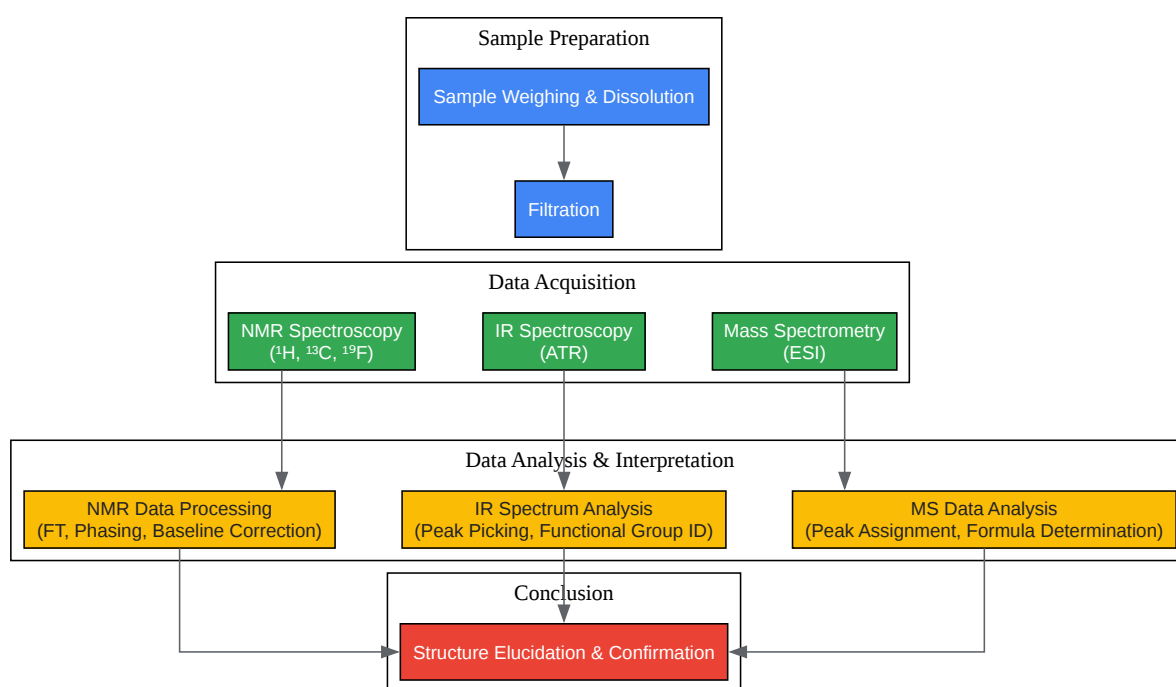 Sample Preparation
Sample Weighing & Dissolution
Filtration
Data Acquisition
NMR Spectroscopy
(¹H, ¹³C, ¹⁹F)
IR Spectroscopy
(ATR)
Mass Spectrometry
(ESI)
Data Analysis & Interpretation
NMR Data Processing
(FT, Phasing, Baseline Correction)
IR Spectrum Analysis
(Peak Picking, Functional Group ID)
MS Data Analysis
(Peak Assignment, Formula Determination)
Conclusion
Structure Elucidation & Confirmation